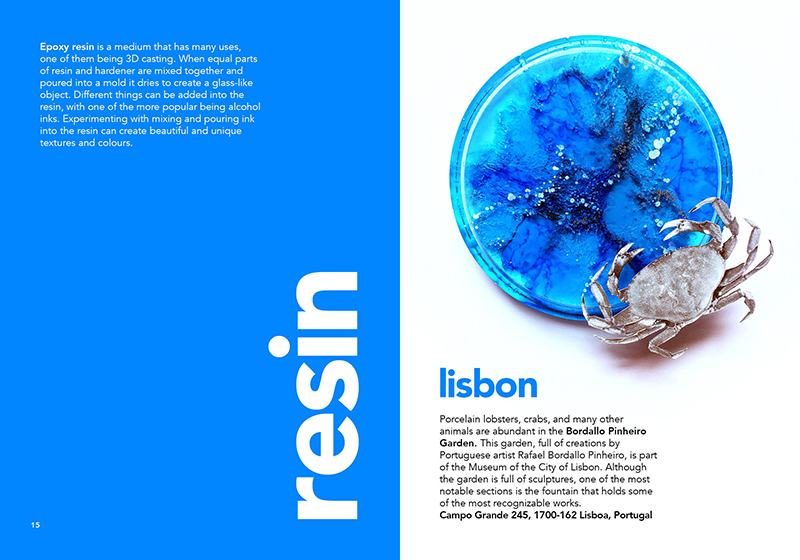 Epoxy resin is a medium that has many uses,
one of them being 3D casting. When equal parts
of resin and hardener are mixed together and
poured into a mold it dries to create a glass-like
object. Different things can be added into the
resin, with one of the more popular being alcohol
inks. Experimenting with mixing and pouring ink
into the resin can create beautiful and unique
textures and colours.
resin
15
lisbon
Porcelain lobsters, crabs, and many other
animals are abundant in the Bordallo Pinheiro
Garden. This garden, full of creations by
Portuguese artist Rafael Bordallo Pinheiro, is part
of the Museum of the City of Lisbon. Although
the garden is full of sculptures, one of the most
notable sections is the fountain that holds some
of the most recognizable works.
Campo Grande 245, 1700-162 Lisboa, Portugal